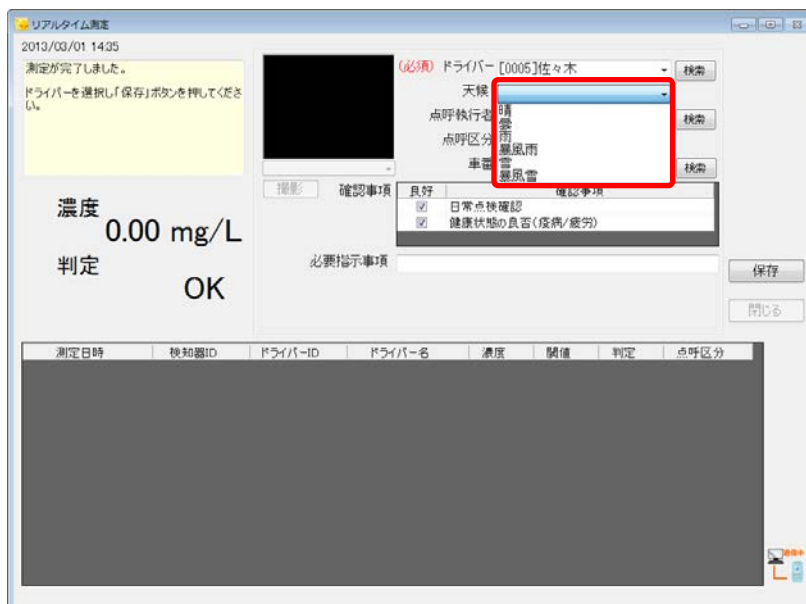 リアルタイム測定
2013/03/01 14:35
測定が完了しました。
ドライバーを選択し「保存」ボタンを押してくださ
い。
(必須) ドライバー [0005]佐々木 検索
天候
晴
点呼執行者 曇 検索
雨
点呼区分 暴風雨
車番 雪 検索
暴風雪
撮影 確認事項 良好 確認事項
日常点検確認
健康状態の良否(疾病/疲労)
濃度
0.00 mg/L
判定
OK
必要指示事項
保存
閉じる
測定日時 検知器ID ドライバーID ドライバー名 濃度 閾値 判定 点呼区分
通信中